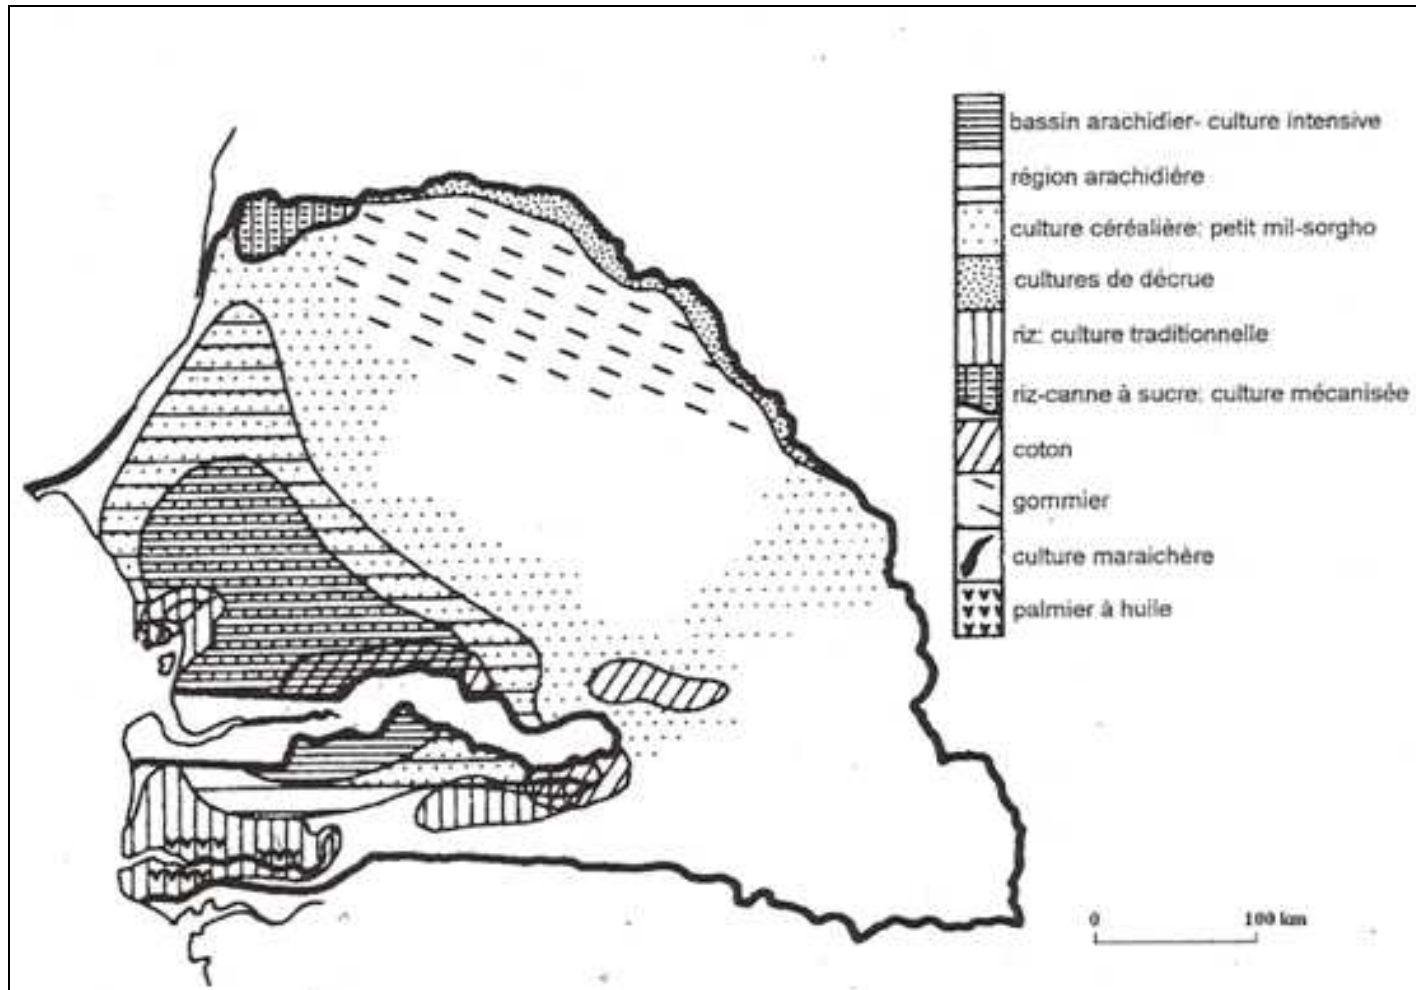 bassin arachidier- culture intensive
région arachidiére
culture céréalière: petit mil-sorgho
cultures de décrue
riz: culture traditionnelle
riz-canne à sucre: culture mécanisée
coton
gommier
culture maraichère
palmier à huile
0 100 km